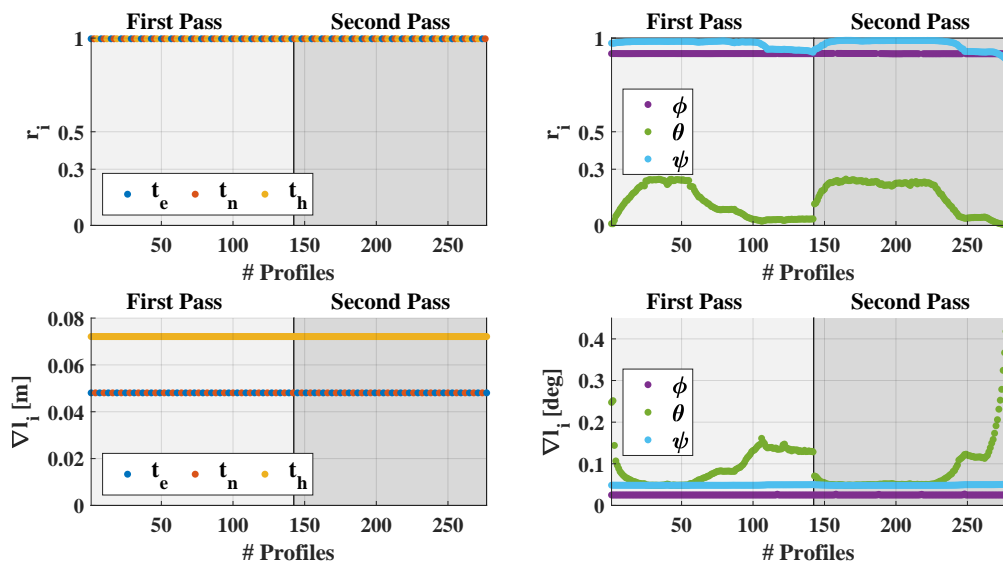 First Pass Second Pass
1
0.5
0.3
0
r_i
t_e t_n t_h
50 100 150 200 250
# Profiles
First Pass Second Pass
1
0.5
0.3
0
r_i
ϕ
θ
ψ
50 100 150 200 250
# Profiles
First Pass Second Pass
0.08
0.06
0.04
0.02
0
∇l_i [m]
t_e t_n t_h
50 100 150 200 250
# Profiles
First Pass Second Pass
0.4
0.3
0.2
0.1
0
∇l_i [deg]
ϕ
θ
ψ
50 100 150 200 250
# Profiles